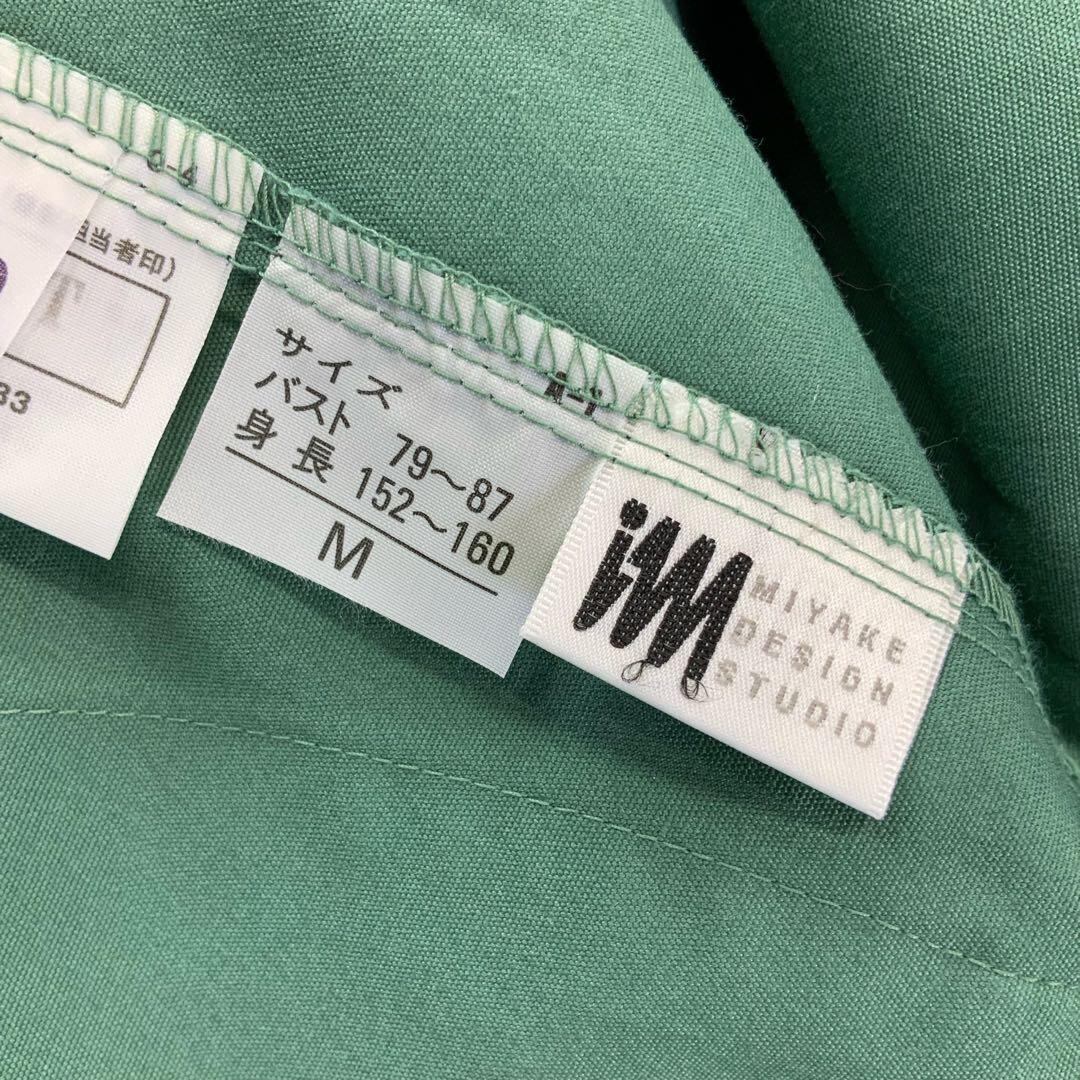 担当者印)
33
サイズ
バスト 79〜87
身長 152〜160
M
im
MIYAKE
DESIGN
STUDIO